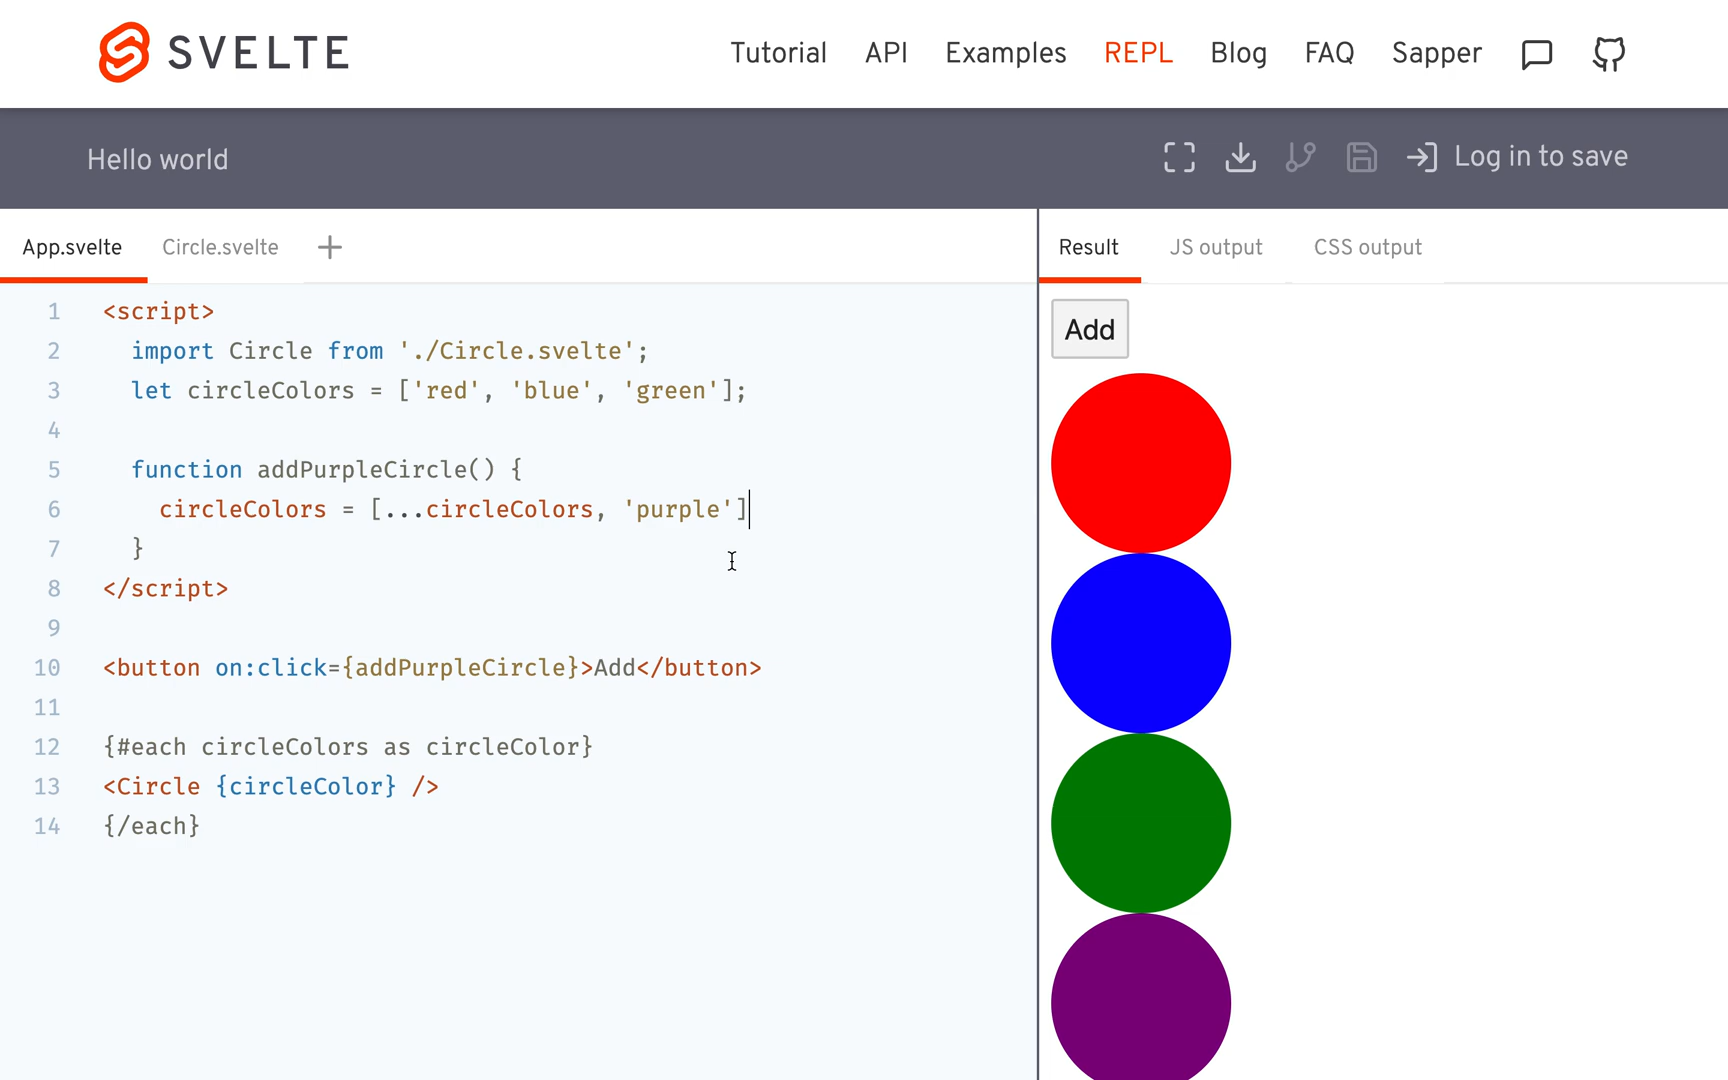 SVELTE
Tutorial API Examples REPL Blog FAQ Sapper
Hello world
Log in to save
App.svelte Circle.svelte +
Result JS output CSS output
1 <script>
2 import Circle from './Circle.svelte';
3 let circleColors = ['red', 'blue', 'green'];
4
5 function addPurpleCircle() {
6 circleColors = [...circleColors, 'purple']
7 }
8 </script>
9
10 <button on:click={addPurpleCircle}>Add</button>
11
12 {#each circleColors as circleColor}
13 <Circle {circleColor} />
14 {/each}
Add